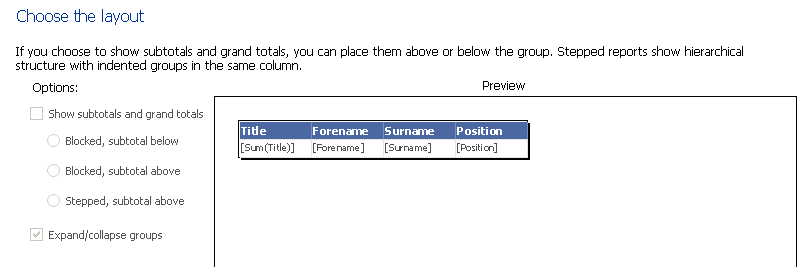 Choose the layout
If you choose to show subtotals and grand totals, you can place them above or below the group. Stepped reports show hierarchical
structure with indented groups in the same column.
Options:
Preview
Show subtotals and grand totals
Blocked, subtotal below
Blocked, subtotal above
Stepped, subtotal above
Expand/collapse groups
Title Forename Surname Position
[Sum(Title)] [Forename] [Surname] [Position]